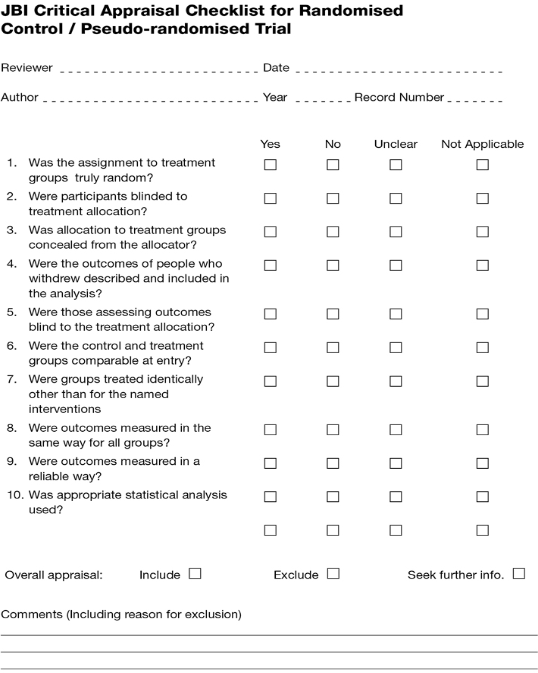 JBI Critical Appraisal Checklist for Randomised
Control / Pseudo-randomised Trial
Reviewer Date
Author Year Record Number
Yes No Unclear Not Applicable
1. Was the assignment to treatment
groups truly random?
2. Were participants blinded to
treatment allocation?
3. Was allocation to treatment groups
concealed from the allocator?
4. Were the outcomes of people who
withdrew described and included in
the analysis?
5. Were those assessing outcomes
blind to the treatment allocation?
6. Were the control and treatment
groups comparable at entry?
7. Were groups treated identically
other than for the named
interventions
8. Were outcomes measured in the
same way for all groups?
9. Were outcomes measured in a
reliable way?
10. Was appropriate statistical analysis
used?
Overall appraisal: Include Exclude Seek further info.
Comments (Including reason for exclusion)